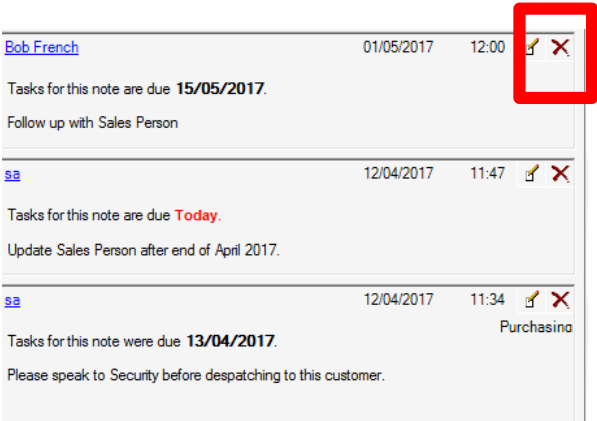 Bob French 01/05/2017 12:00
Tasks for this note are due 15/05/2017.
Follow up with Sales Person
sa 12/04/2017 11:47
Tasks for this note are due Today.
Update Sales Person after end of April 2017.
sa 12/04/2017 11:34
Purchasing
Tasks for this note were due 13/04/2017.
Please speak to Security before despatching to this customer.